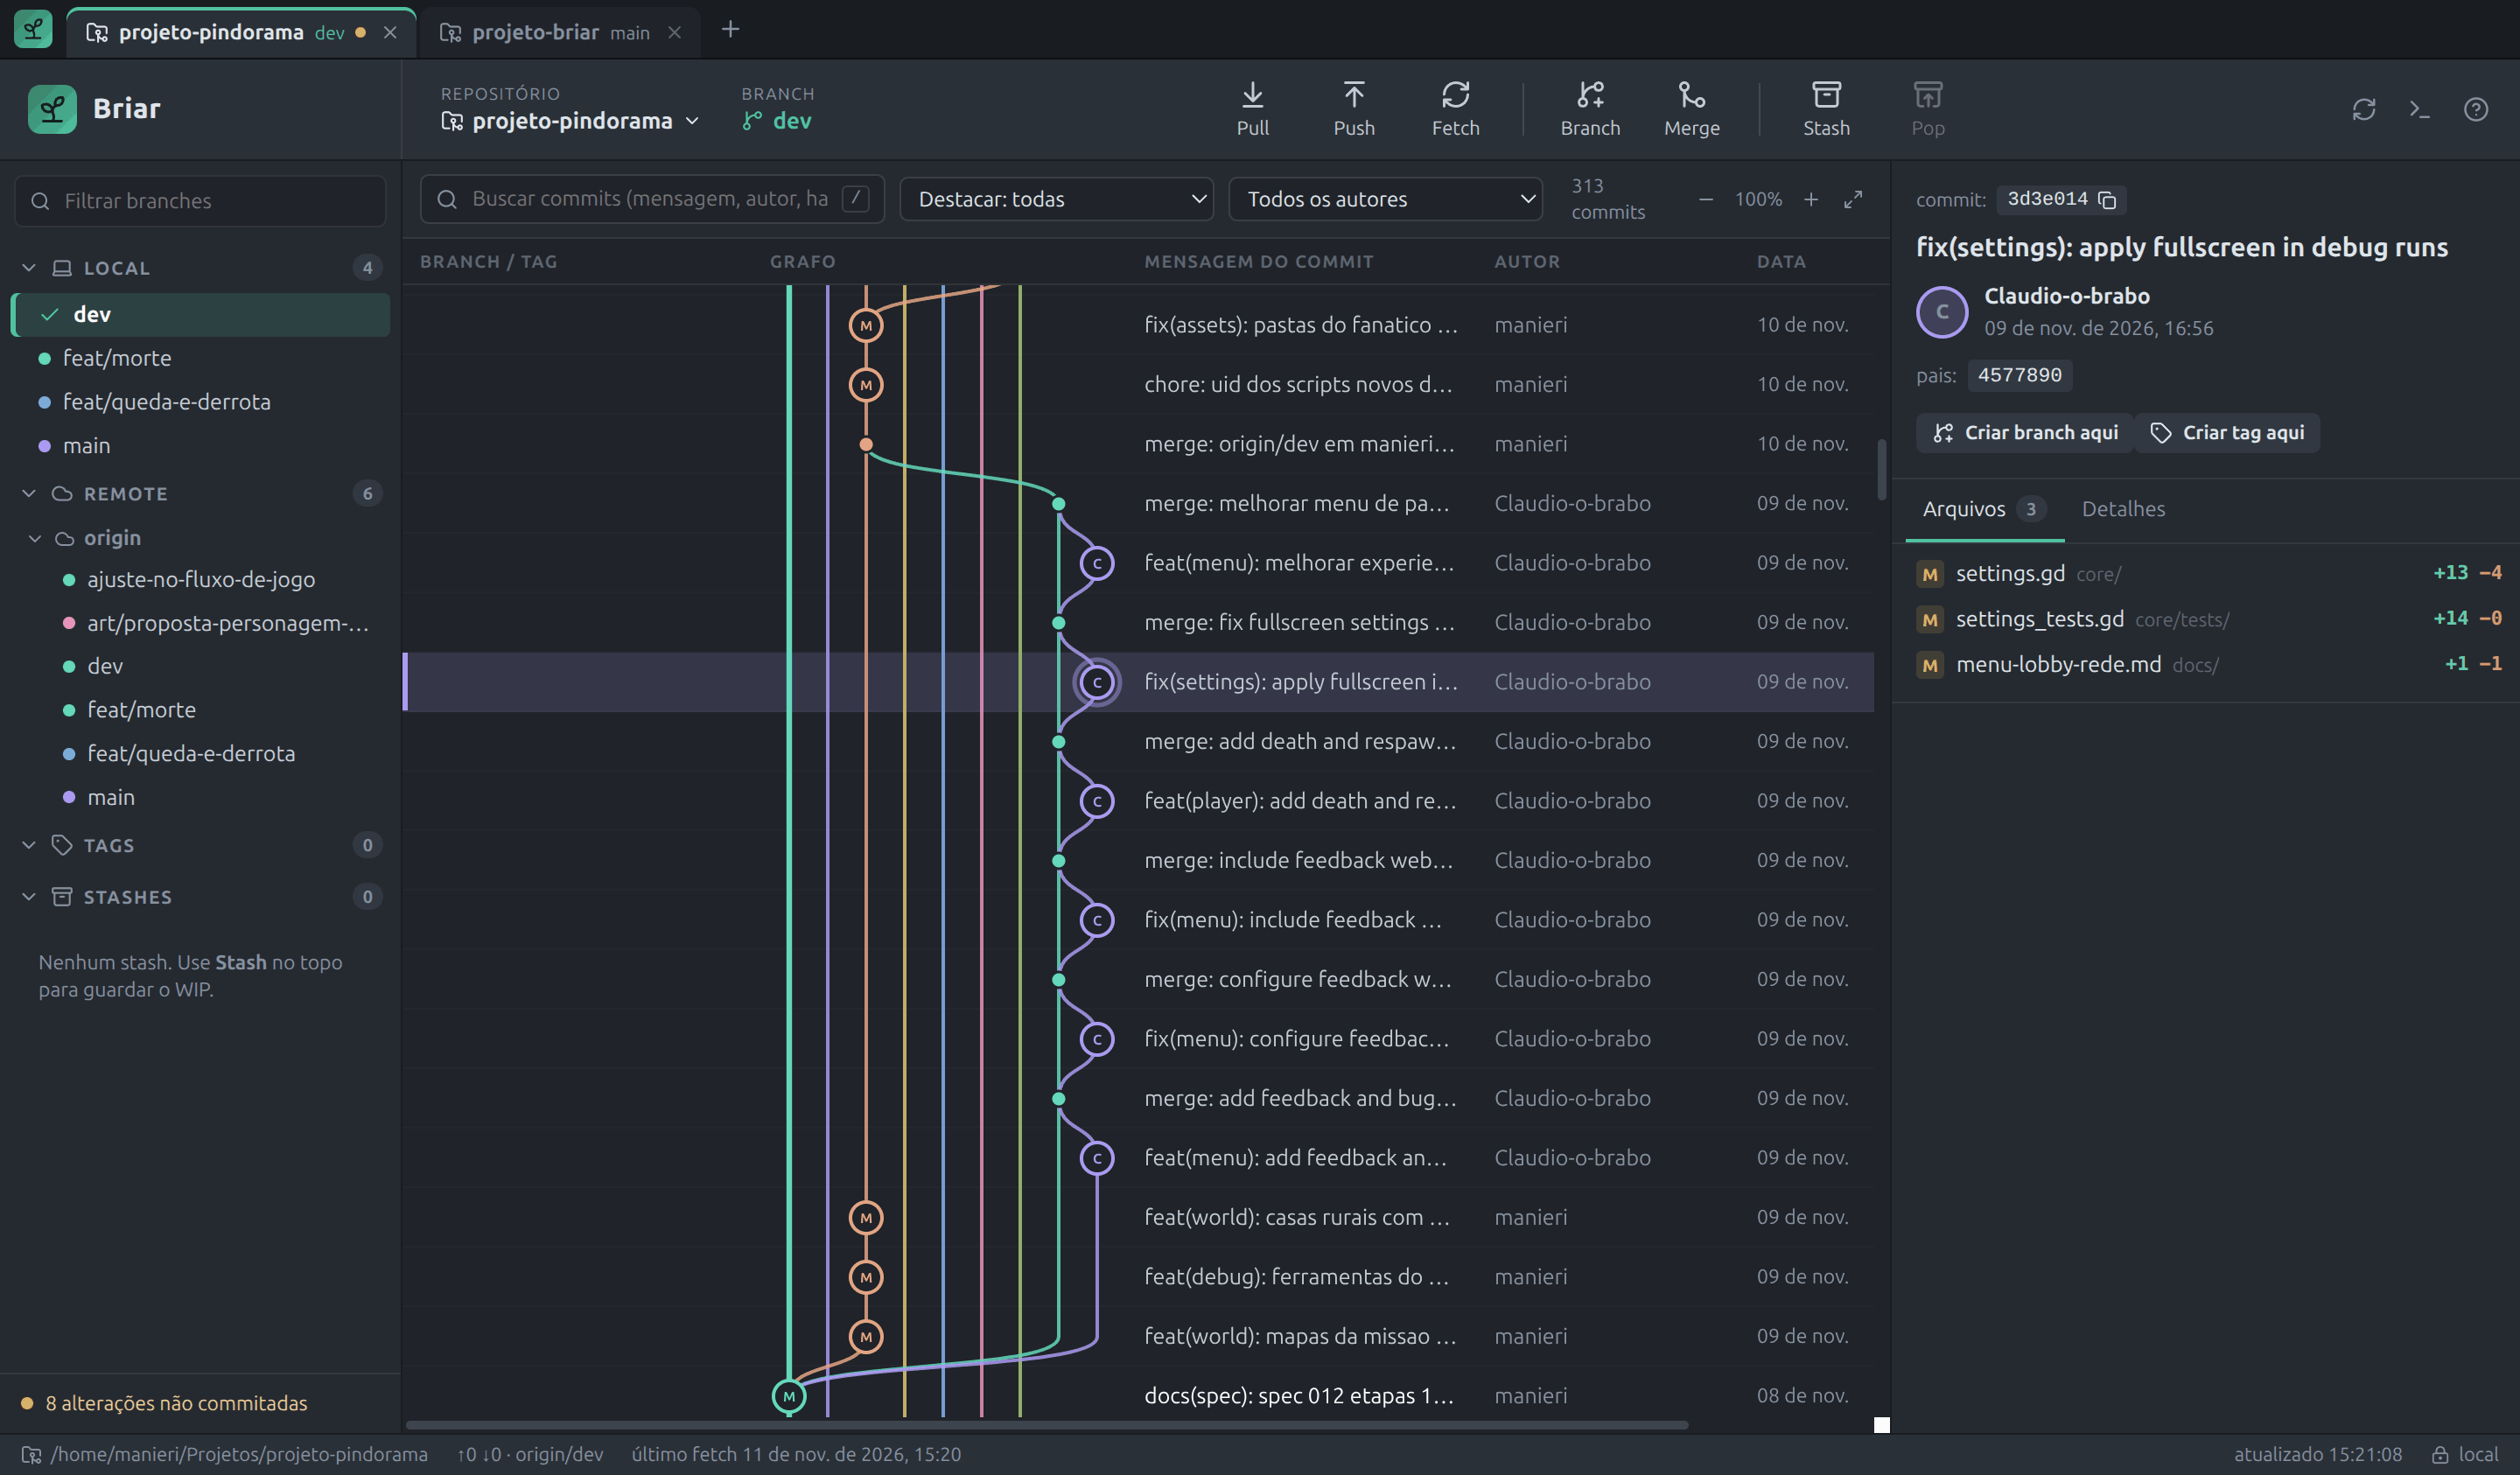 projeto-pindorama dev
projeto-briar main
Briar
REPOSITÓRIO
projeto-pindorama
BRANCH
dev
Pull
Push
Fetch
Branch
Merge
Stash
Pop
Filtrar branches
LOCAL 4
dev
feat/morte
feat/queda-e-derrota
main
REMOTE 6
origin
ajuste-no-fluxo-de-jogo
art/proposta-personagem-...
dev
feat/morte
feat/queda-e-derrota
main
TAGS 0
STASHES 0
Nenhum stash. Use Stash no topo
para guardar o WIP.
8 alterações não commitadas
Buscar commits (mensagem, autor, ha /
Destacar: todas
Todos os autores
313
commits
100%
BRANCH / TAG GRAFO MENSAGEM DO COMMIT AUTOR DATA
M fix(assets): pastas do fanatico ... manieri 10 de nov.
M chore: uid dos scripts novos d... manieri 10 de nov.
merge: origin/dev em manieri... manieri 10 de nov.
merge: melhorar menu de pa... Claudio-o-brabo 09 de nov.
C feat(menu): melhorar experie... Claudio-o-brabo 09 de nov.
merge: fix fullscreen settings ... Claudio-o-brabo 09 de nov.
C fix(settings): apply fullscreen i... Claudio-o-brabo 09 de nov.
merge: add death and respaw... Claudio-o-brabo 09 de nov.
C feat(player): add death and re... Claudio-o-brabo 09 de nov.
merge: include feedback web... Claudio-o-brabo 09 de nov.
C fix(menu): include feedback ... Claudio-o-brabo 09 de nov.
merge: configure feedback w... Claudio-o-brabo 09 de nov.
C fix(menu): configure feedbac... Claudio-o-brabo 09 de nov.
merge: add feedback and bug... Claudio-o-brabo 09 de nov.
C feat(menu): add feedback an... Claudio-o-brabo 09 de nov.
M feat(world): casas rurais com ... manieri 09 de nov.
M feat(debug): ferramentas do ... manieri 09 de nov.
M feat(world): mapas da missao ... manieri 09 de nov.
M docs(spec): spec 012 etapas 1... manieri 08 de nov.
commit: 3d3e014
fix(settings): apply fullscreen in debug runs
C
Claudio-o-brabo
09 de nov. de 2026, 16:56
pais: 4577890
Criar branch aqui
Criar tag aqui
Arquivos 3
Detalhes
M settings.gd core/ +13 −4
M settings_tests.gd core/tests/ +14 −0
M menu-lobby-rede.md docs/ +1 −1
/home/manieri/Projetos/projeto-pindorama ↑0 ↓0 · origin/dev último fetch 11 de nov. de 2026, 15:20
atualizado 15:21:08 local